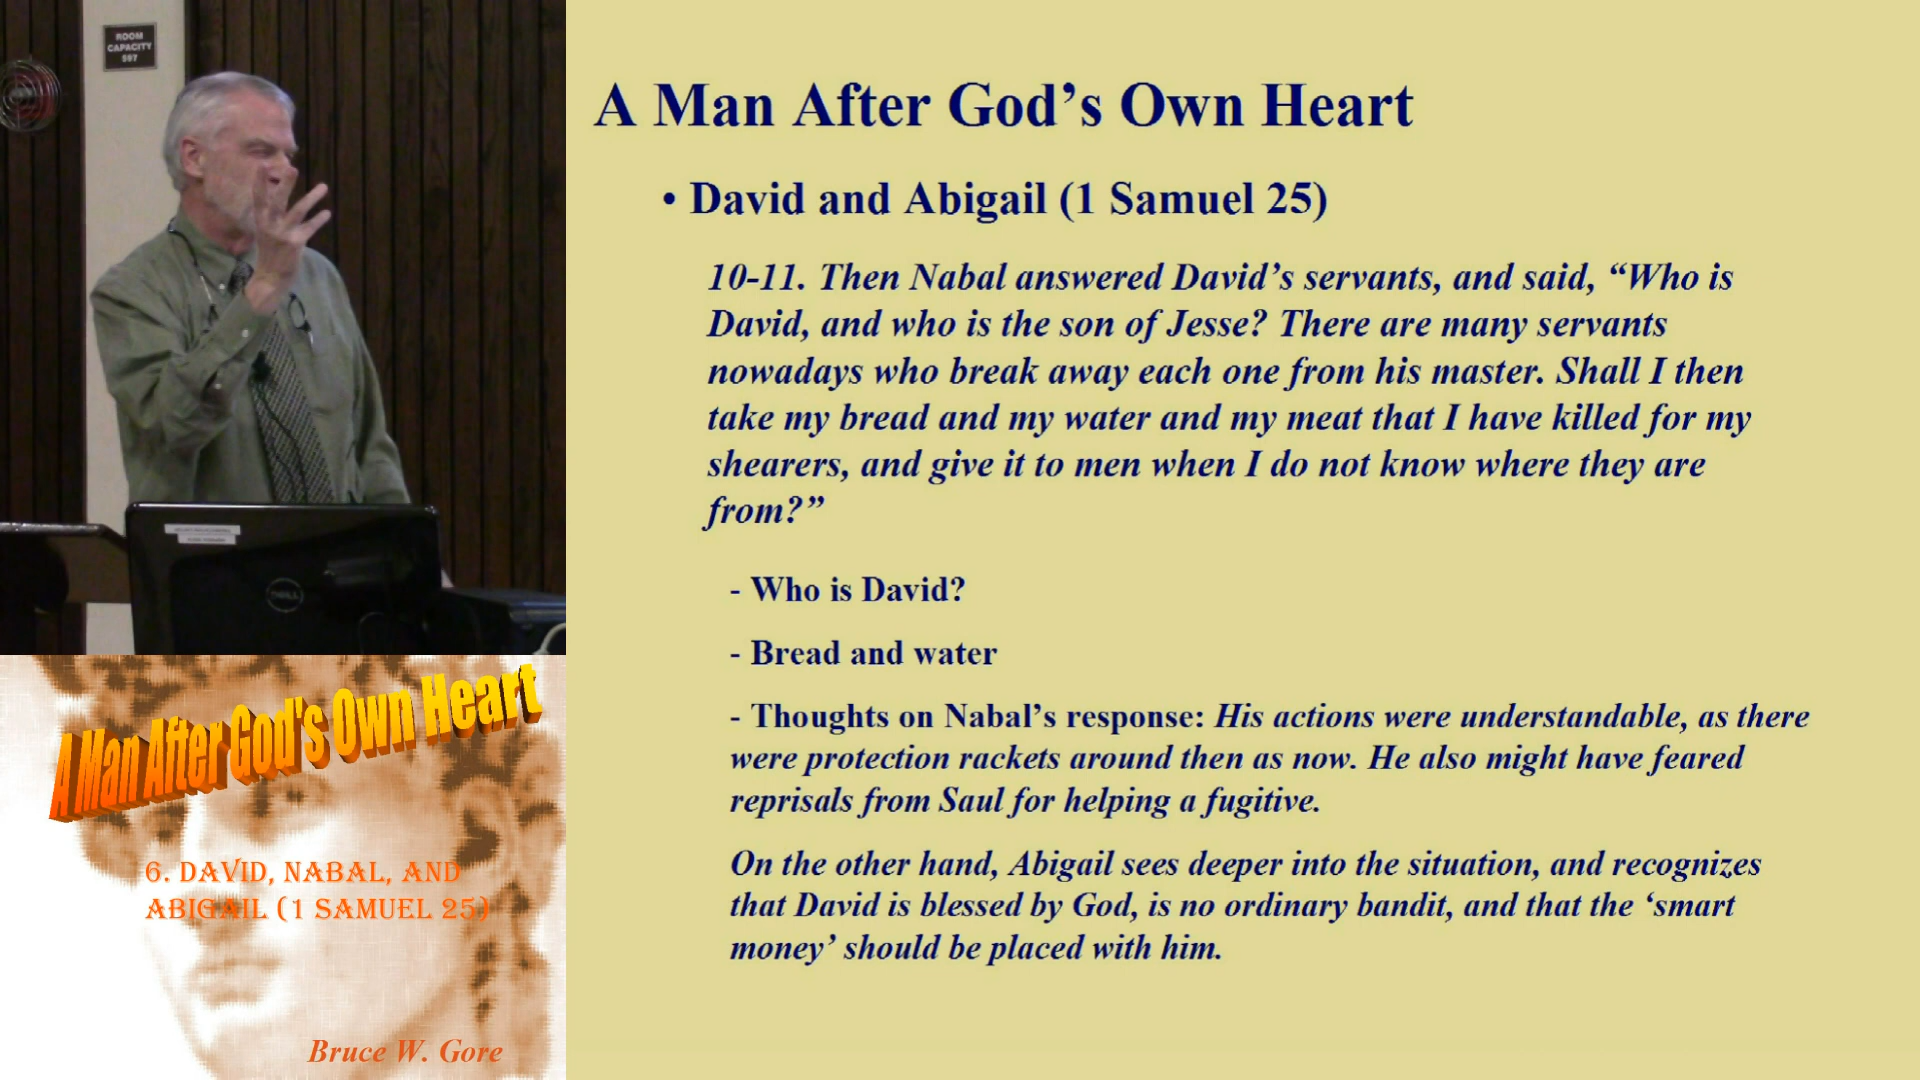 ROOM
CAPACITY
597
A Man After God’s Own Heart
• David and Abigail (1 Samuel 25)
10-11. Then Nabal answered David’s servants, and said, “Who is
David, and who is the son of Jesse? There are many servants
nowadays who break away each one from his master. Shall I then
take my bread and my water and my meat that I have killed for my
shearers, and give it to men when I do not know where they are
from?”
- Who is David?
- Bread and water
- Thoughts on Nabal’s response: His actions were understandable, as there
were protection rackets around then as now. He also might have feared
reprisals from Saul for helping a fugitive.
On the other hand, Abigail sees deeper into the situation, and recognizes
that David is blessed by God, is no ordinary bandit, and that the ‘smart
money’ should be placed with him.
DELL
A Man After God's Own Heart
6. DAVID, NABAL, AND
ABIGAIL (1 SAMUEL 25)
Bruce W. Gore